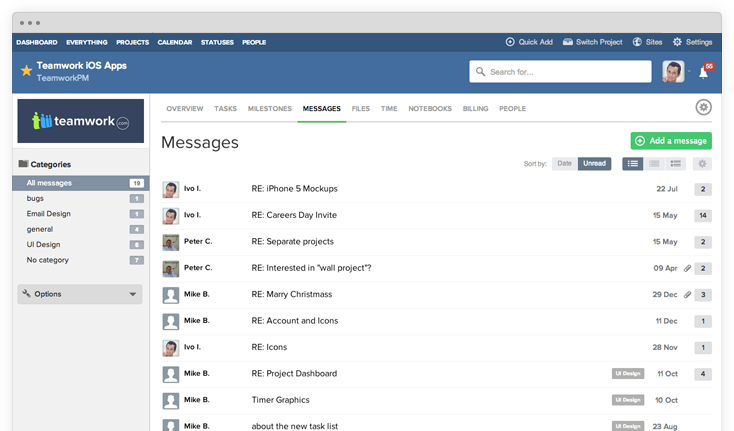 DASHBOARD EVERYTHING PROJECTS CALENDAR STATUSES PEOPLE Quick Add Switch Project Sites Settings
Teamwork iOS Apps
TeamworkPM
Search for...
55
teamwork.com
OVERVIEW TASKS MILESTONES MESSAGES FILES TIME NOTEBOOKS BILLING PEOPLE
Messages
Add a message
Sort by: Date Unread
Categories
All messages 19
bugs 1
Email Design 1
general 4
UI Design 6
No category 7
Options
Ivo I. RE: iPhone 5 Mockups 22 Jul 2
Ivo I. RE: Careers Day Invite 15 May 14
Peter C. RE: Separate projects 15 May 2
Peter C. RE: Interested in "wall project"? 09 Apr 2
Mike B. RE: Marry Christmass 29 Dec 3
Mike B. RE: Account and Icons 11 Dec 1
Ivo I. RE: Icons 28 Nov 1
Mike B. RE: Project Dashboard UI Design 11 Oct 4
Mike B. Timer Graphics UI Design 10 Oct
Mike B. about the new task list UI Design 23 Aug